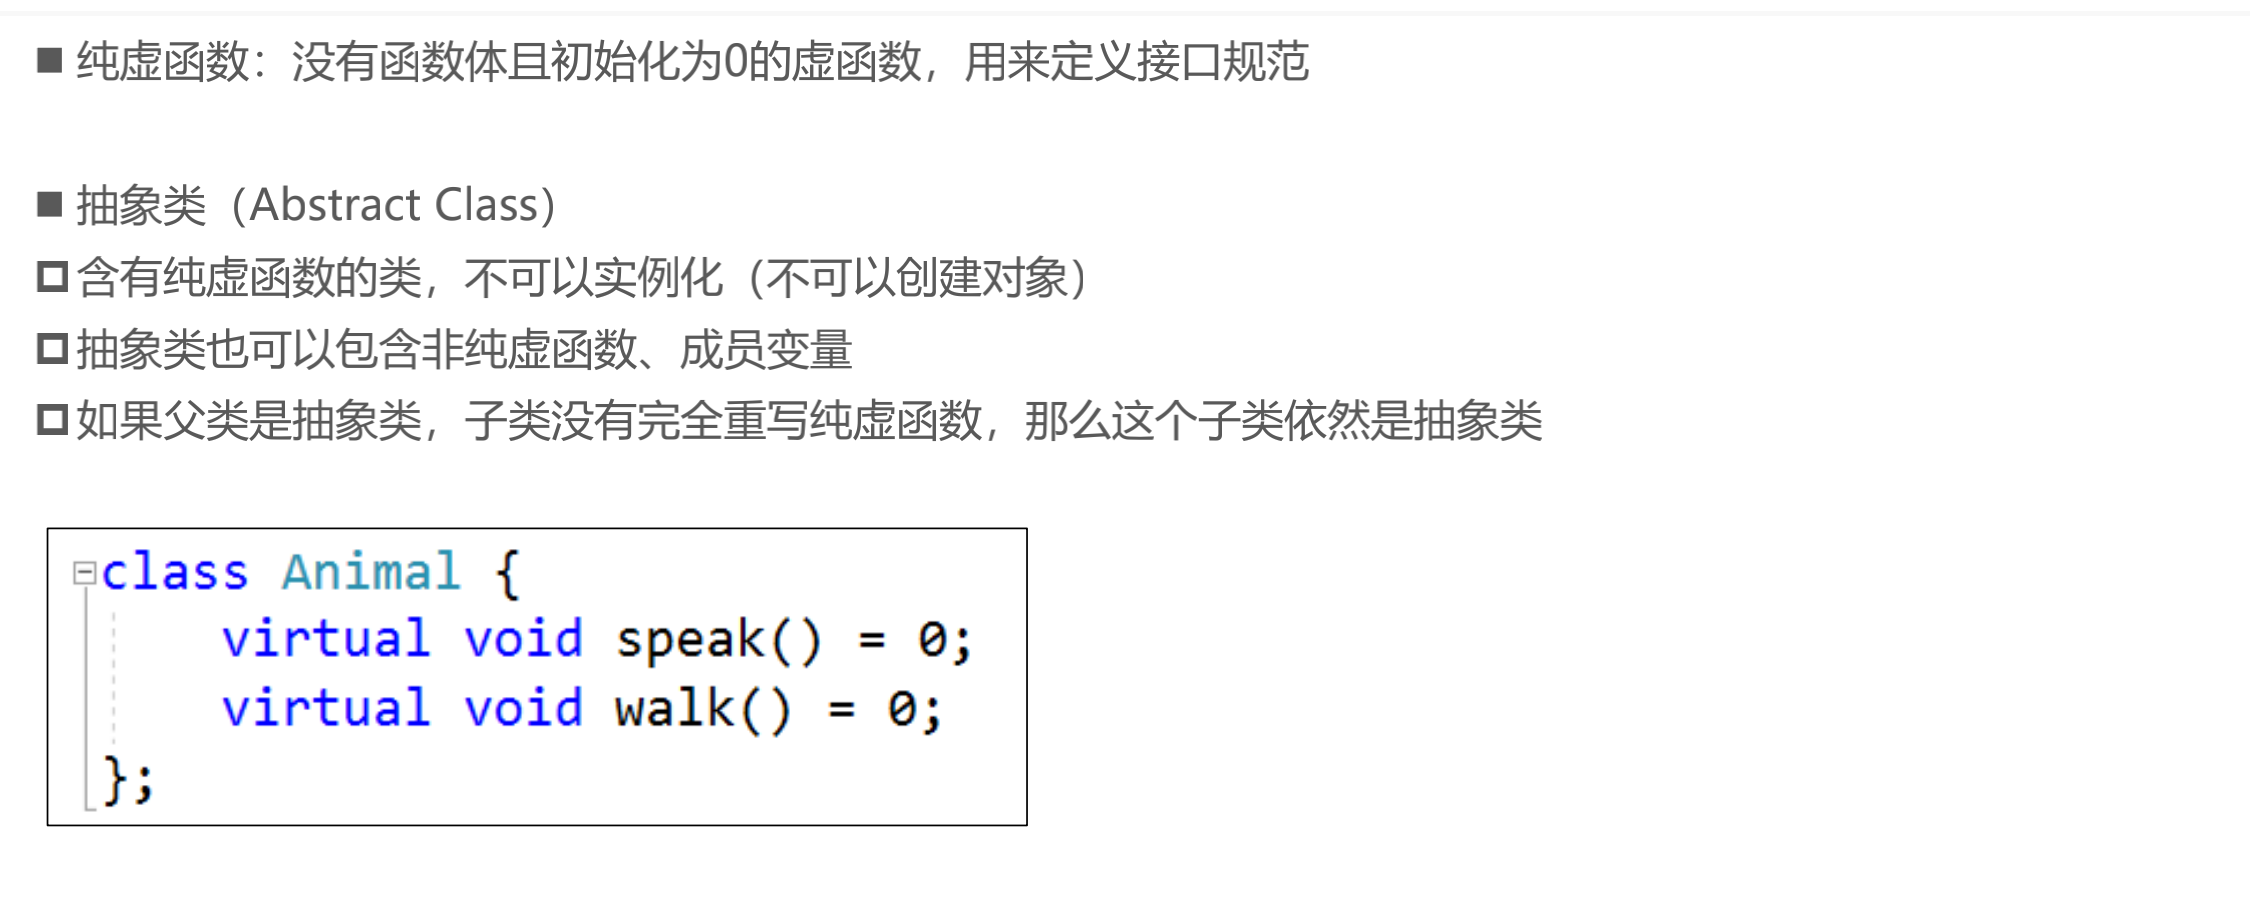 ■ 纯虚函数：没有函数体且初始化为0的虚函数，用来定义接口规范
■ 抽象类（Abstract Class）
含有纯虚函数的类，不可以实例化（不可以创建对象）
抽象类也可以包含非纯虚函数、成员变量
如果父类是抽象类，子类没有完全重写纯虚函数，那么这个子类依然是抽象类
class Animal {
    virtual void speak() = 0;
    virtual void walk() = 0;
};